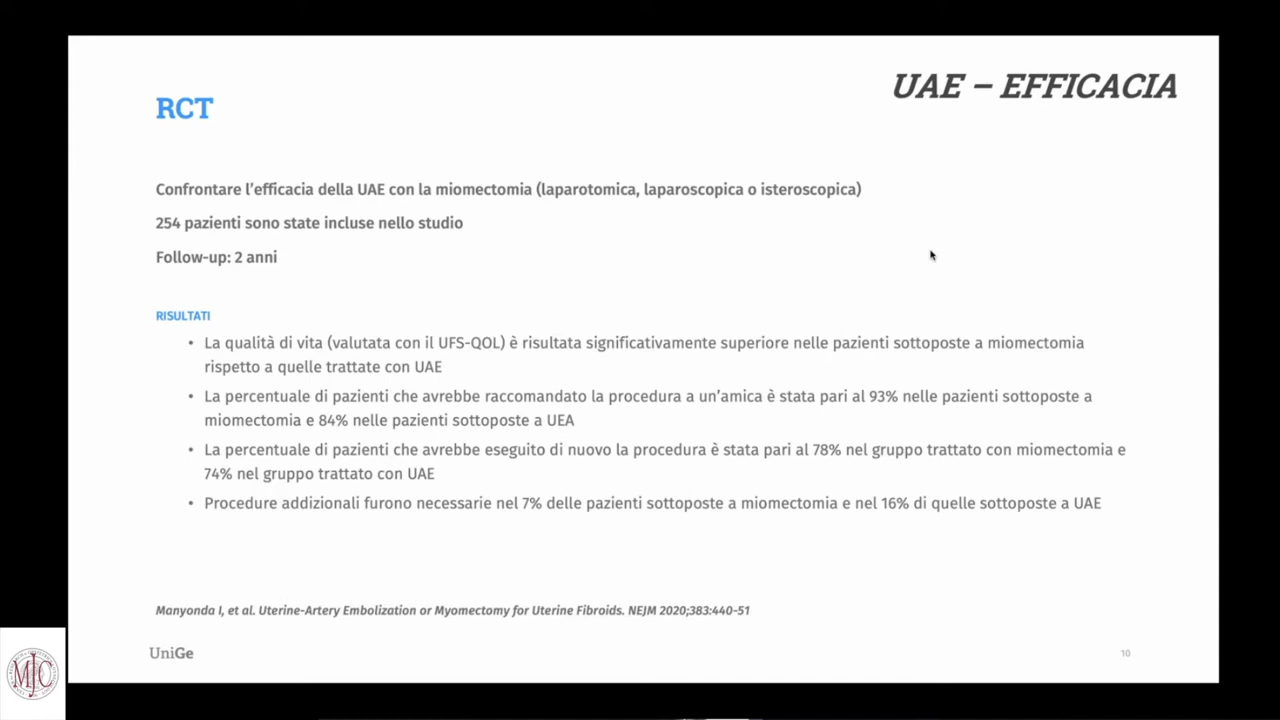 UAE – EFFICACIA
RCT
Confrontare l’efficacia della UAE con la miomectomia (laparotomica, laparoscopica o isteroscopica)
254 pazienti sono state incluse nello studio
Follow-up: 2 anni
RISULTATI
• La qualità di vita (valutata con il UFS-QOL) è risultata significativamente superiore nelle pazienti sottoposte a miomectomia
rispetto a quelle trattate con UAE
• La percentuale di pazienti che avrebbe raccomandato la procedura a un’amica è stata pari al 93% nelle pazienti sottoposte a
miomectomia e 84% nelle pazienti sottoposte a UEA
• La percentuale di pazienti che avrebbe eseguito di nuovo la procedura è stata pari al 78% nel gruppo trattato con miomectomia e
74% nel gruppo trattato con UAE
• Procedure addizionali furono necessarie nel 7% delle pazienti sottoposte a miomectomia e nel 16% di quelle sottoposte a UAE
Manyonda I, et al. Uterine-Artery Embolization or Myomectomy for Uterine Fibroids. NEJM 2020;383:440-51
UniGe
10
MJC